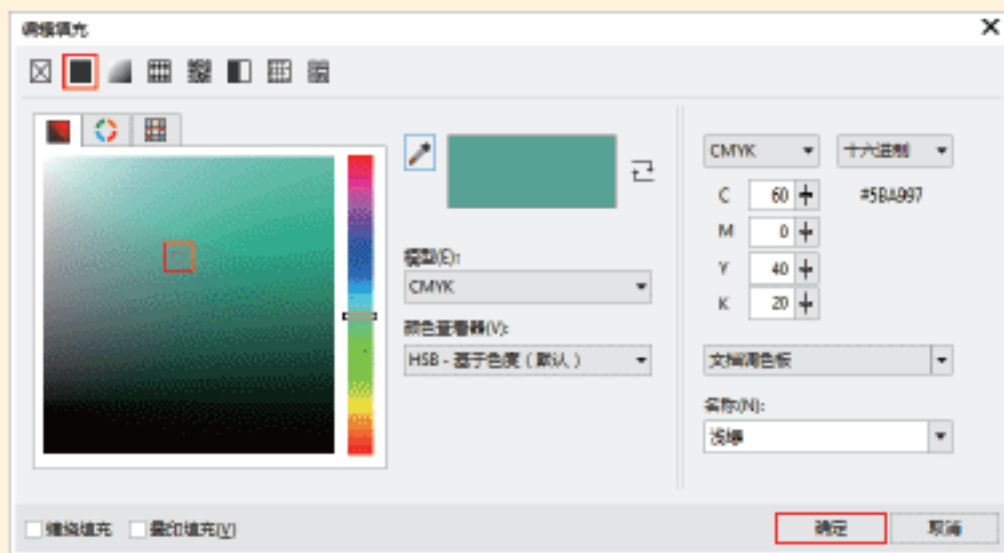 编辑填充
CMYK
十六进制
C 60
#5BA997
M 0
Y 40
K 20
模型(E):
CMYK
颜色查看器(V):
HSB - 基于色度（默认）
文档调色板
名称(N):
浅绿
缠绕填充
叠印填充(V)
确定
取消